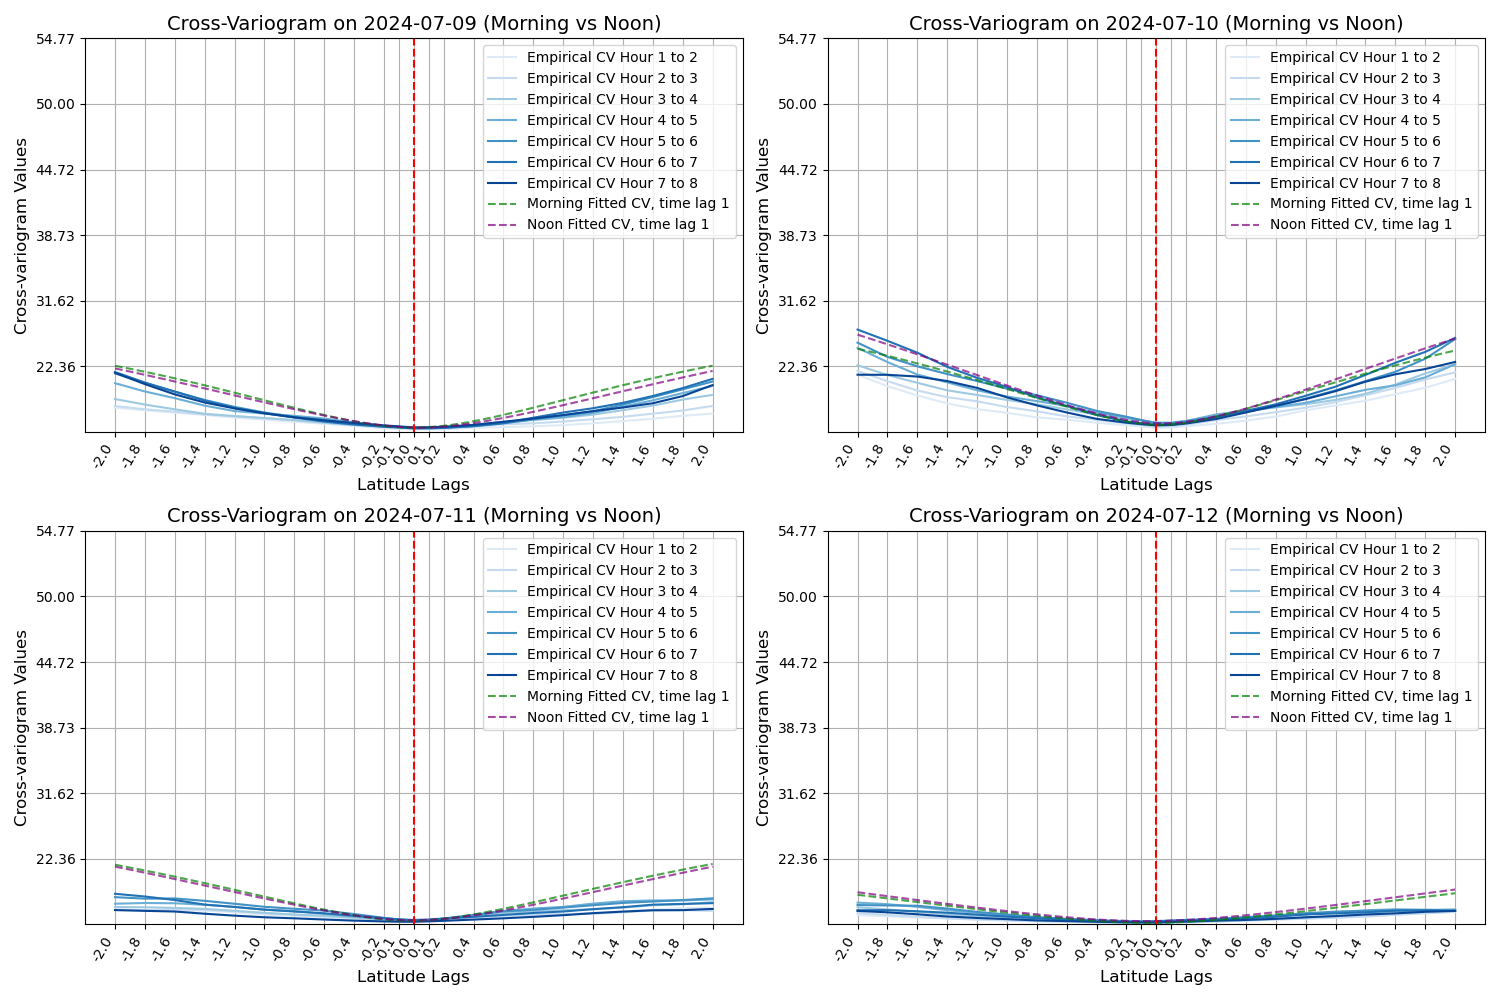 Cross-Variogram on 2024-07-09 (Morning vs Noon)
54.77
50.00
44.72
38.73
31.62
22.36
Cross-variogram Values
Empirical CV Hour 1 to 2
Empirical CV Hour 2 to 3
Empirical CV Hour 3 to 4
Empirical CV Hour 4 to 5
Empirical CV Hour 5 to 6
Empirical CV Hour 6 to 7
Empirical CV Hour 7 to 8
Morning Fitted CV, time lag 1
Noon Fitted CV, time lag 1
-2.0 -1.8 -1.6 -1.4 -1.2 -1.0 -0.8 -0.6 -0.4 -0.2 -0.1 0.0 0.1 0.2 0.4 0.6 0.8 1.0 1.2 1.4 1.6 1.8 2.0
Latitude Lags
Cross-Variogram on 2024-07-10 (Morning vs Noon)
54.77
50.00
44.72
38.73
31.62
22.36
Cross-variogram Values
Empirical CV Hour 1 to 2
Empirical CV Hour 2 to 3
Empirical CV Hour 3 to 4
Empirical CV Hour 4 to 5
Empirical CV Hour 5 to 6
Empirical CV Hour 6 to 7
Empirical CV Hour 7 to 8
Morning Fitted CV, time lag 1
Noon Fitted CV, time lag 1
-2.0 -1.8 -1.6 -1.4 -1.2 -1.0 -0.8 -0.6 -0.4 -0.2 -0.1 0.0 0.1 0.2 0.4 0.6 0.8 1.0 1.2 1.4 1.6 1.8 2.0
Latitude Lags
Cross-Variogram on 2024-07-11 (Morning vs Noon)
54.77
50.00
44.72
38.73
31.62
22.36
Cross-variogram Values
Empirical CV Hour 1 to 2
Empirical CV Hour 2 to 3
Empirical CV Hour 3 to 4
Empirical CV Hour 4 to 5
Empirical CV Hour 5 to 6
Empirical CV Hour 6 to 7
Empirical CV Hour 7 to 8
Morning Fitted CV, time lag 1
Noon Fitted CV, time lag 1
-2.0 -1.8 -1.6 -1.4 -1.2 -1.0 -0.8 -0.6 -0.4 -0.2 -0.1 0.0 0.1 0.2 0.4 0.6 0.8 1.0 1.2 1.4 1.6 1.8 2.0
Latitude Lags
Cross-Variogram on 2024-07-12 (Morning vs Noon)
54.77
50.00
44.72
38.73
31.62
22.36
Cross-variogram Values
Empirical CV Hour 1 to 2
Empirical CV Hour 2 to 3
Empirical CV Hour 3 to 4
Empirical CV Hour 4 to 5
Empirical CV Hour 5 to 6
Empirical CV Hour 6 to 7
Empirical CV Hour 7 to 8
Morning Fitted CV, time lag 1
Noon Fitted CV, time lag 1
-2.0 -1.8 -1.6 -1.4 -1.2 -1.0 -0.8 -0.6 -0.4 -0.2 -0.1 0.0 0.1 0.2 0.4 0.6 0.8 1.0 1.2 1.4 1.6 1.8 2.0
Latitude Lags